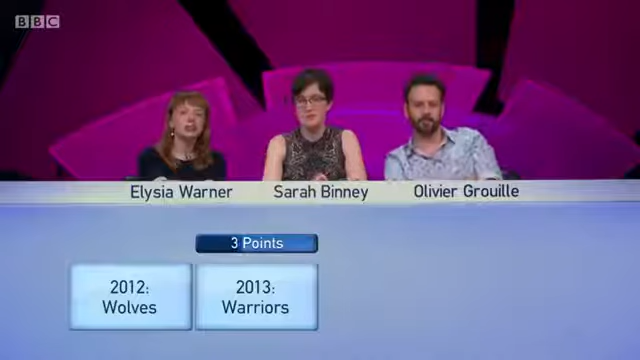 BBC
Elysia Warner
Sarah Binney
Olivier Grouille
3 Points
2012:
Wolves
2013:
Warriors